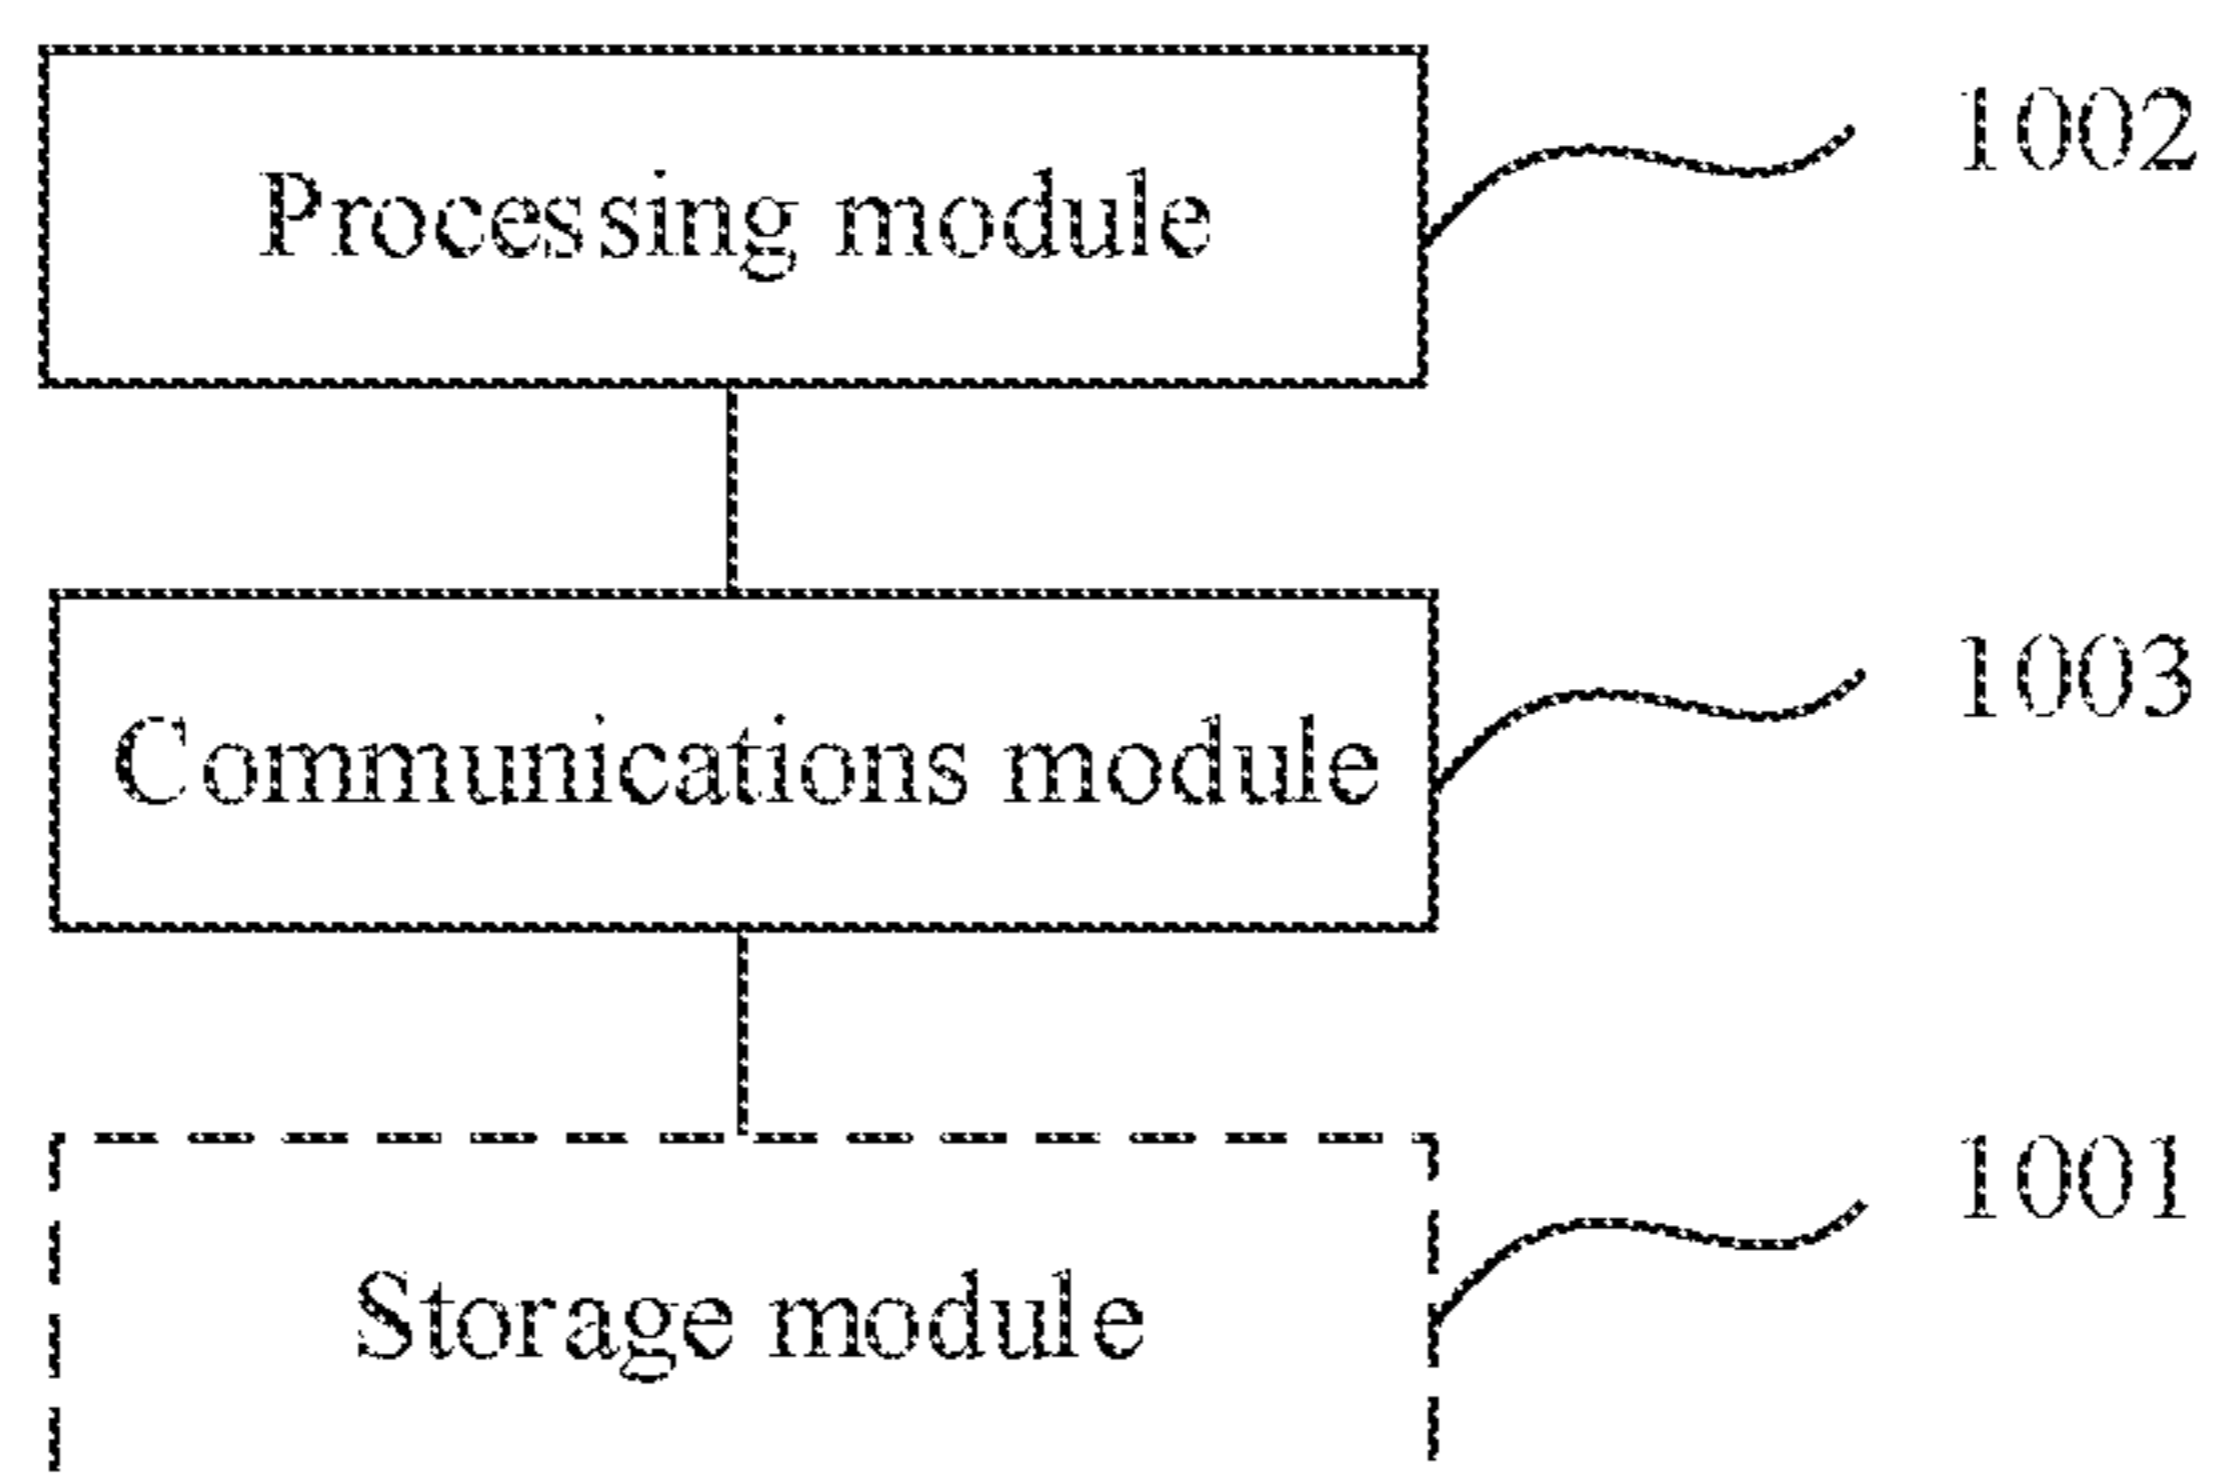 Processing module
1002
Communications module
1003
Storage module
1001